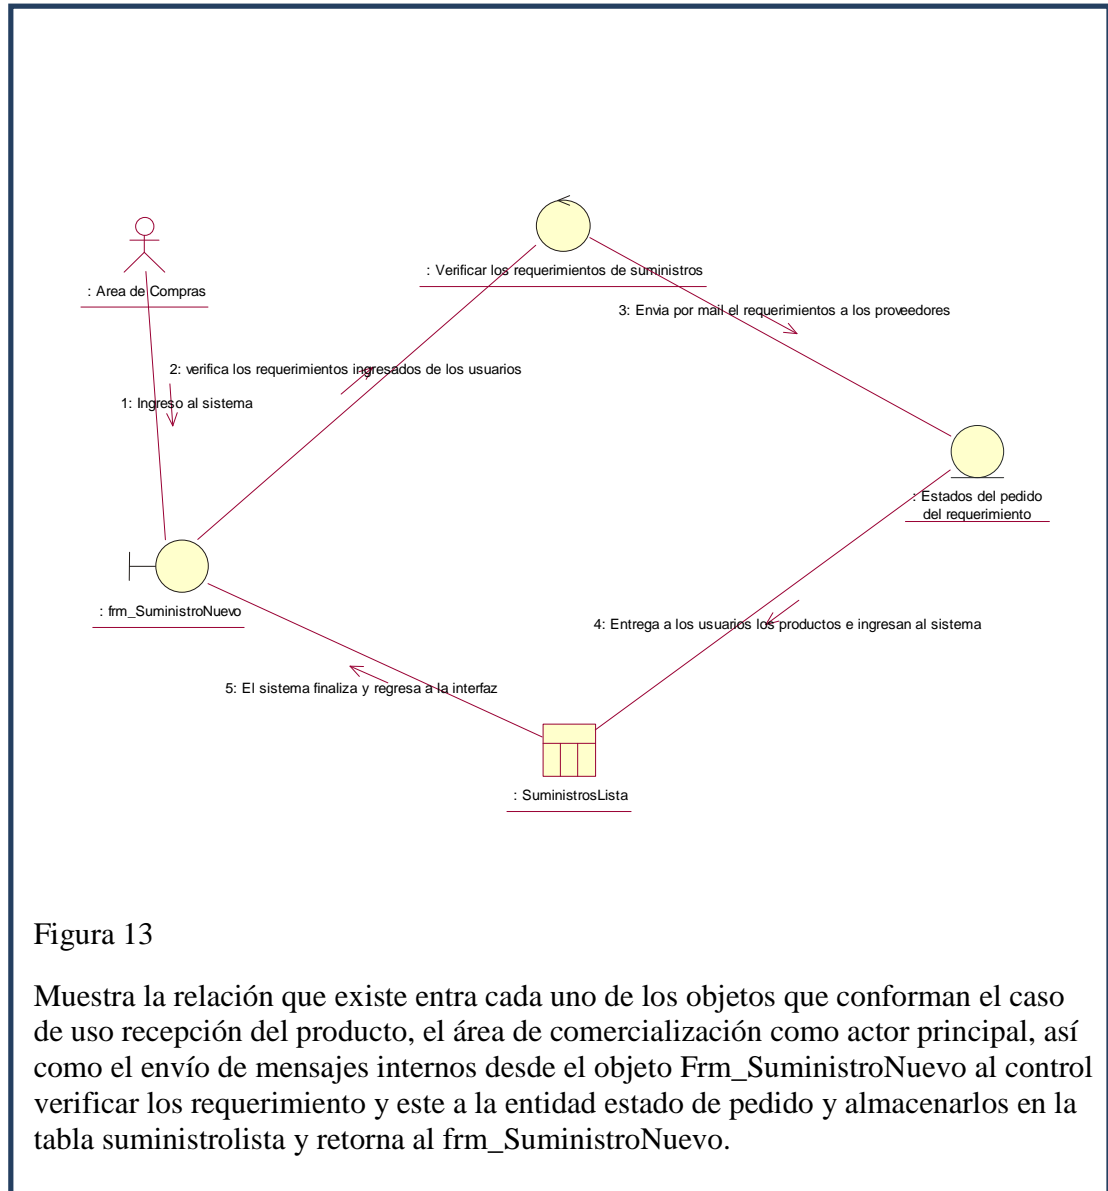 : Verificar los requerimientos de suministros
: Area de Compras
3: Envia por mail el requerimientos a los proveedores
2: verifica los requerimientos ingresados de los usuarios
1: Ingreso al sistema
: Estados del pedido
del requerimiento
: frm_SuministroNuevo
4: Entrega a los usuarios los productos e ingresan al sistema
5: El sistema finaliza y regresa a la interfaz
: SuministrosLista
Figura 13
Muestra la relación que existe entra cada uno de los objetos que conforman el caso
de uso recepción del producto, el área de comercialización como actor principal, así
como el envío de mensajes internos desde el objeto Frm_SuministroNuevo al control
verificar los requerimiento y este a la entidad estado de pedido y almacenarlos en la
tabla suministrolista y retorna al frm_SuministroNuevo.